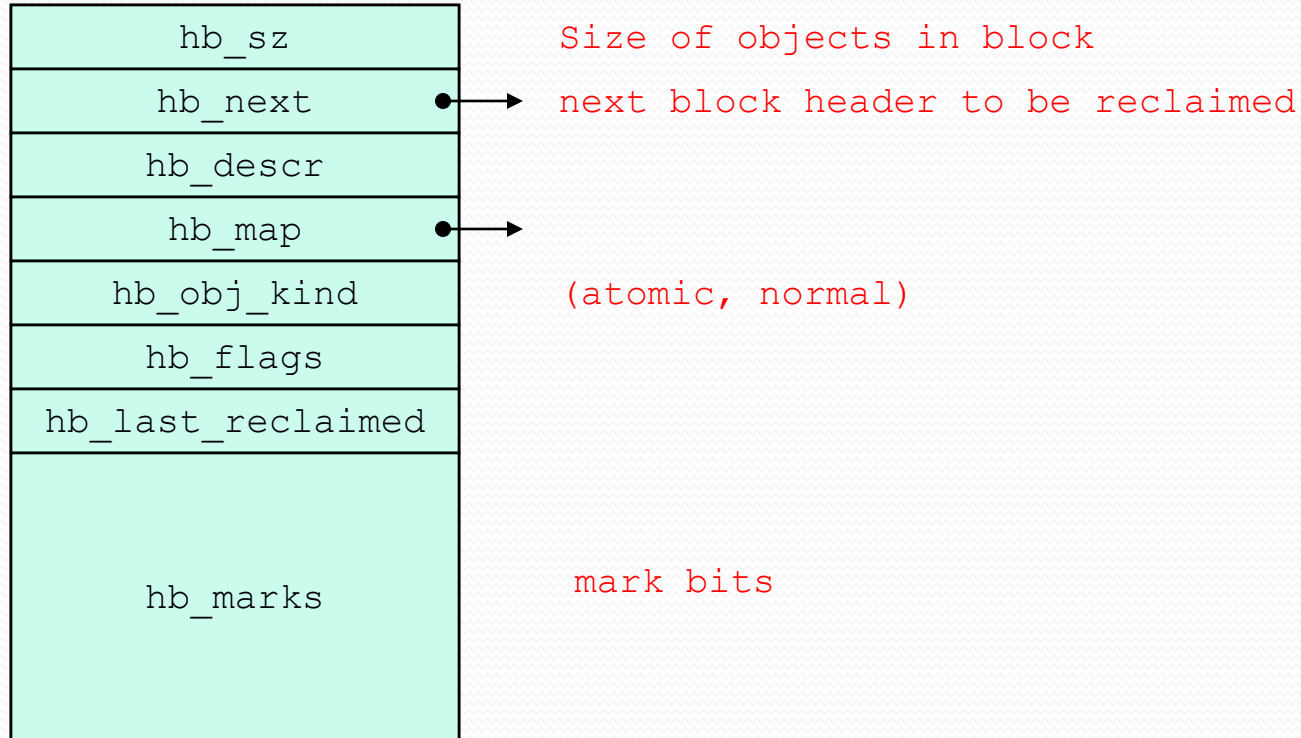 hb_sz Size of objects in block
hb_next next block header to be reclaimed
hb_descr
hb_map
hb_obj_kind (atomic, normal)
hb_flags
hb_last_reclaimed
hb_marks mark bits